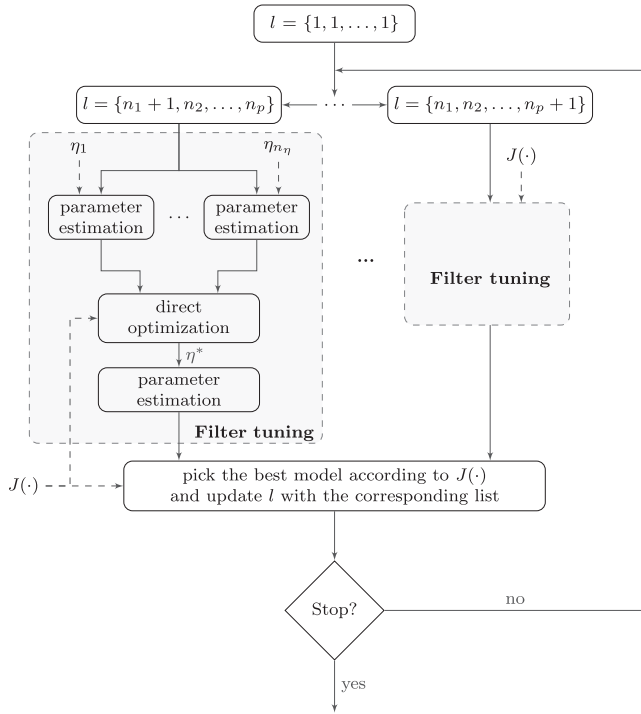 l = {1, 1, . . . , 1}
l = {n₁ + 1, n₂, . . . , nₚ}
· · ·
l = {n₁, n₂, . . . , nₚ + 1}
η₁
η_{n_η}
J(·)
parameter
estimation
· · ·
parameter
estimation
...
Filter tuning
direct
optimization
η*
parameter
estimation
Filter tuning
J(·)
pick the best model according to J(·)
and update l with the corresponding list
Stop?
no
yes